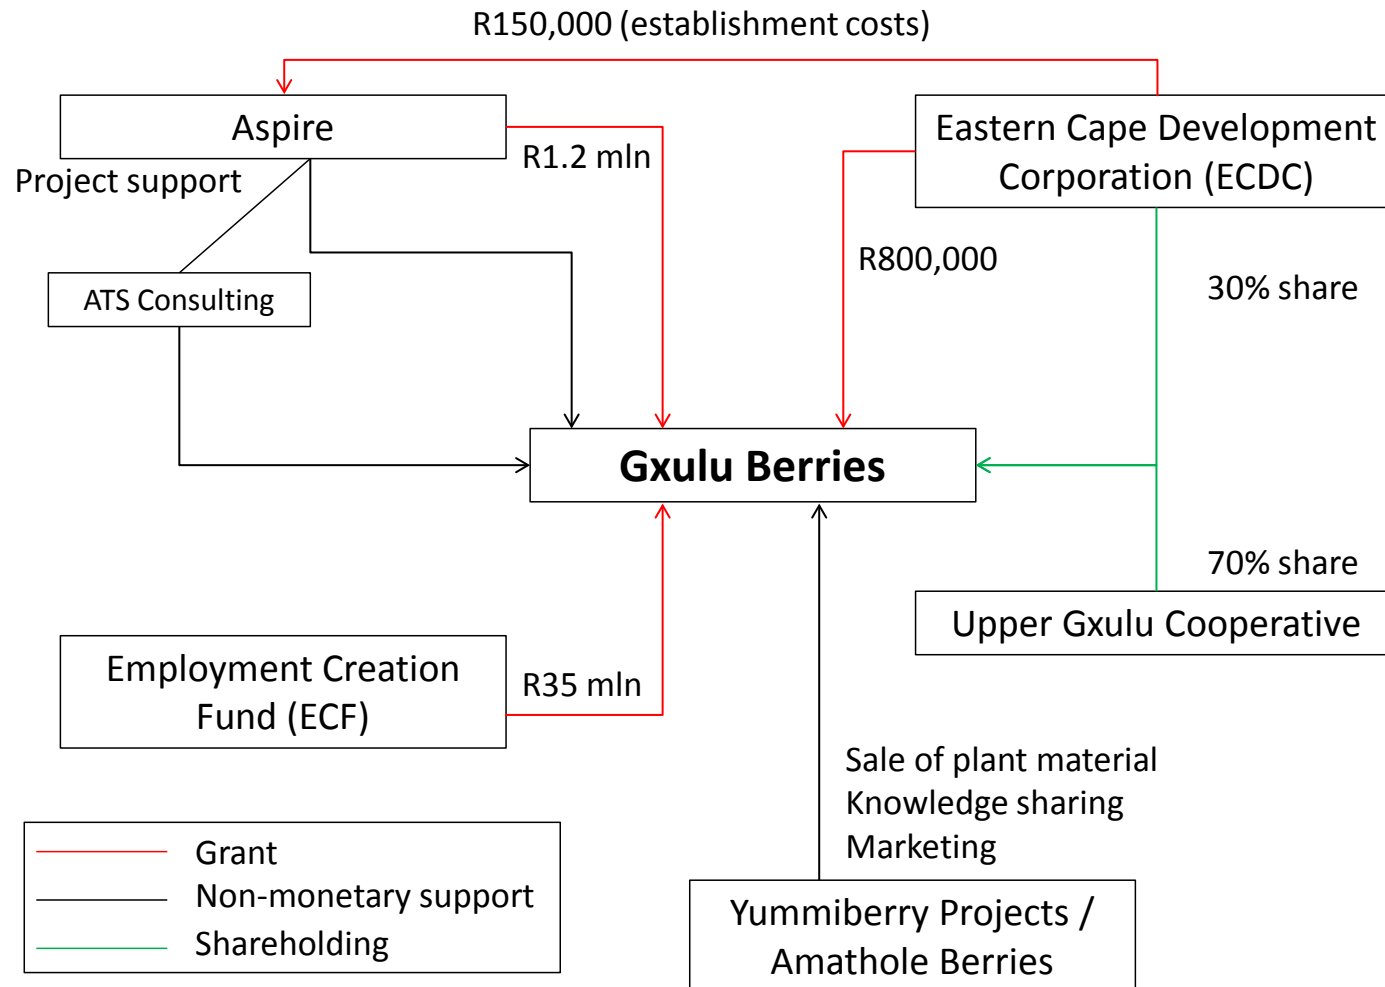 R150,000 (establishment costs)
Aspire
Eastern Cape Development
Corporation (ECDC)
R1.2 mln
Project support
R800,000
ATS Consulting
30% share
Gxulu Berries
70% share
Upper Gxulu Cooperative
Employment Creation
Fund (ECF)
R35 mln
Sale of plant material
Knowledge sharing
Marketing
Grant
Non-monetary support
Shareholding
Yummiberry Projects /
Amathole Berries